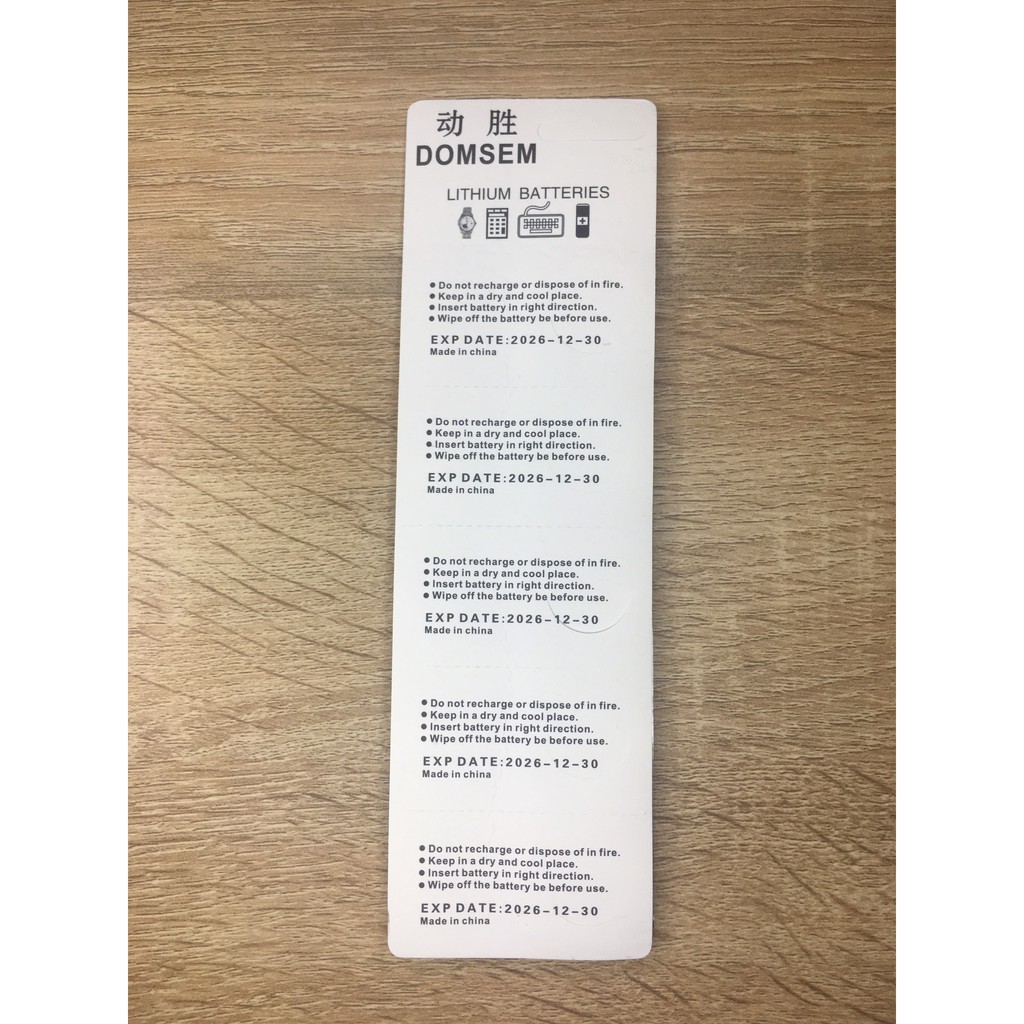 动 胜
DOMSEM
LITHIUM BATTERIES
● Do not recharge or dispose of in fire.
● Keep in a dry and cool place.
● Insert battery in right direction.
● Wipe off the battery be before use.
EXP DATE:2026-12-30
Made in china
● Do not recharge or dispose of in fire.
● Keep in a dry and cool place.
● Insert battery in right direction.
● Wipe off the battery be before use.
EXP DATE:2026-12-30
Made in china
● Do not recharge or dispose of in fire.
● Keep in a dry and cool place.
● Insert battery in right direction.
● Wipe off the battery be before use.
EXP DATE:2026-12-30
Made in china
● Do not recharge or dispose of in fire.
● Keep in a dry and cool place.
● Insert battery in right direction.
● Wipe off the battery be before use.
EXP DATE:2026-12-30
Made in china
● Do not recharge or dispose of in fire.
● Keep in a dry and cool place.
● Insert battery in right direction.
● Wipe off the battery be before use.
EXP DATE:2026-12-30
Made in china